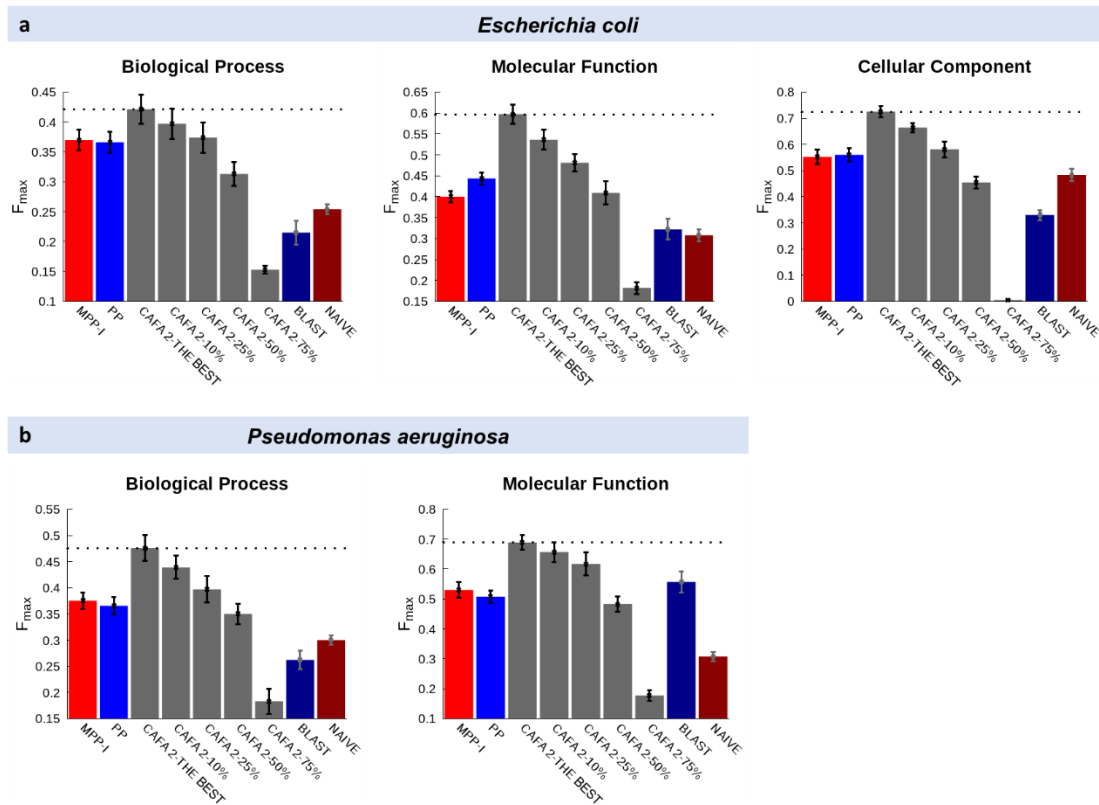 a
Escherichia coli
Biological Process
Molecular Function
Cellular Component
Fmax
0.45
0.4
0.35
0.3
0.25
0.2
0.15
0.1
MPP-I
PP
CAFA 2-THE BEST
CAFA 2-10%
CAFA 2-25%
CAFA 2-50%
CAFA 2-75%
BLAST
NAIVE
Fmax
0.65
0.6
0.55
0.5
0.45
0.4
0.35
0.3
0.25
0.2
0.15
MPP-I
PP
CAFA 2-THE BEST
CAFA 2-10%
CAFA 2-25%
CAFA 2-50%
CAFA 2-75%
BLAST
NAIVE
Fmax
0.8
0.7
0.6
0.5
0.4
0.3
0.2
0.1
0
MPP-I
PP
CAFA 2-THE BEST
CAFA 2-10%
CAFA 2-25%
CAFA 2-50%
CAFA 2-75%
BLAST
NAIVE
b
Pseudomonas aeruginosa
Biological Process
Molecular Function
Fmax
0.55
0.5
0.45
0.4
0.35
0.3
0.25
0.2
0.15
MPP-I
PP
CAFA 2-THE BEST
CAFA 2-10%
CAFA 2-25%
CAFA 2-50%
CAFA 2-75%
BLAST
NAIVE
Fmax
0.8
0.7
0.6
0.5
0.4
0.3
0.2
0.1
MPP-I
PP
CAFA 2-THE BEST
CAFA 2-10%
CAFA 2-25%
CAFA 2-50%
CAFA 2-75%
BLAST
NAIVE